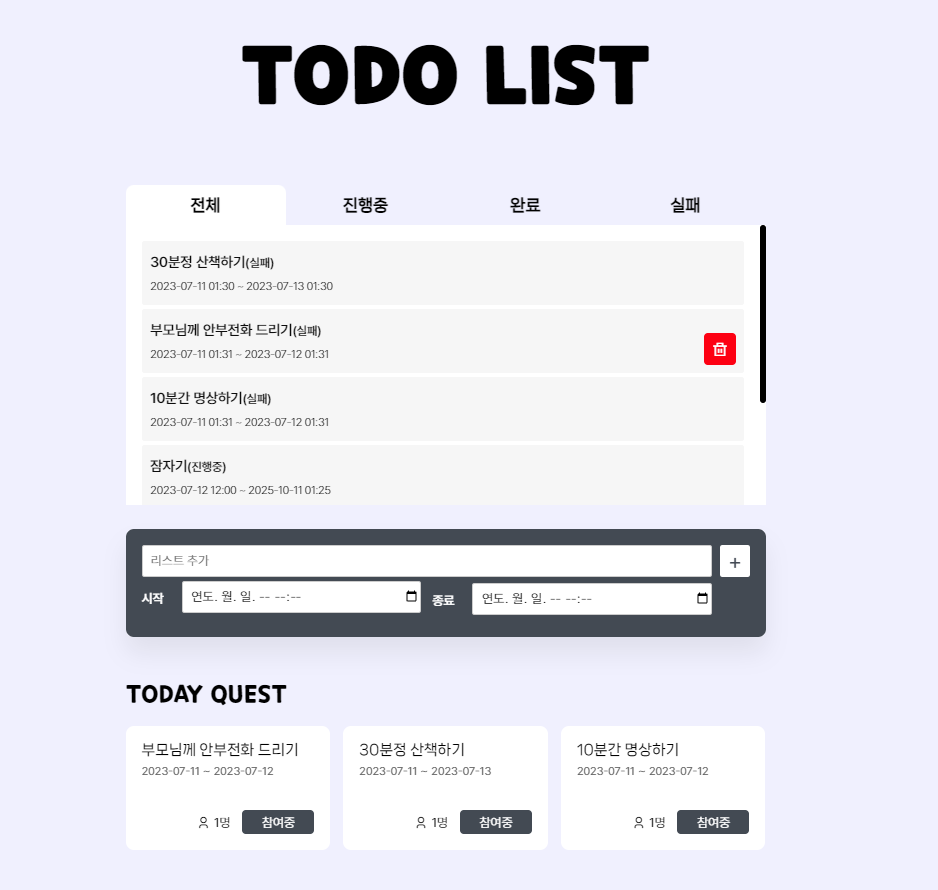 TODO LIST
전체 진행중 완료 실패
30분정 산책하기(실패)
2023-07-11 01:30 ~ 2023-07-13 01:30
부모님께 안부전화 드리기(실패)
2023-07-11 01:31 ~ 2023-07-12 01:31
10분간 명상하기(실패)
2023-07-11 01:31 ~ 2023-07-12 01:31
잠자기(진행중)
2023-07-12 12:00 ~ 2025-10-11 01:25
리스트 추가 +
시작 연도. 월. 일. -- --:-- 종료 연도. 월. 일. -- --:--
TODAY QUEST
부모님께 안부전화 드리기
2023-07-11 ~ 2023-07-12
1명 참여중
30분정 산책하기
2023-07-11 ~ 2023-07-13
1명 참여중
10분간 명상하기
2023-07-11 ~ 2023-07-12
1명 참여중